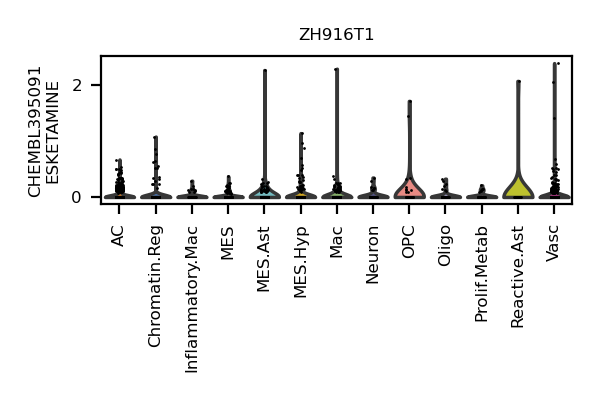 ZH916T1
CHEMBL395091
ESKETAMINE
2
0
AC
Chromatin.Reg
Inflammatory.Mac
MES
MES.Ast
MES.Hyp
Mac
Neuron
OPC
Oligo
Prolif.Metab
Reactive.Ast
Vasc